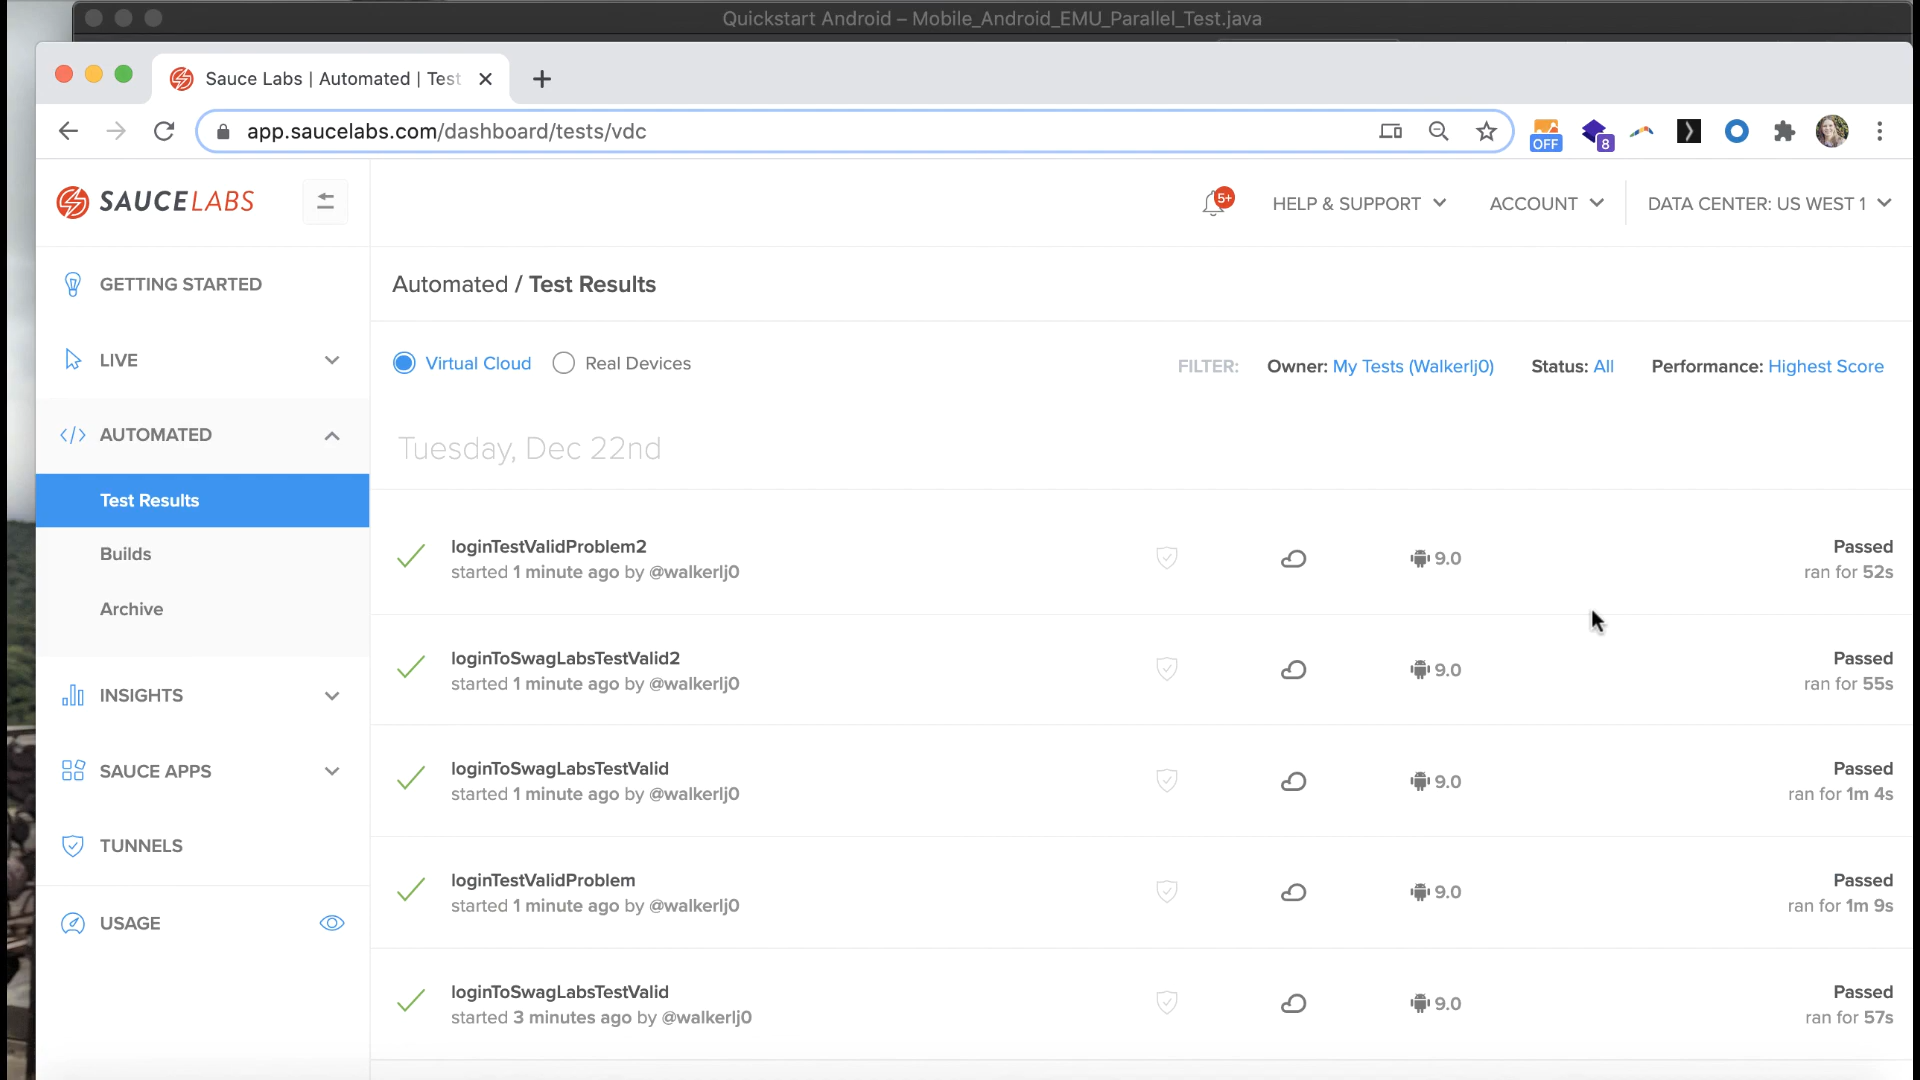 Quickstart Android – Mobile_Android_EMU_Parallel_Test.java
Sauce Labs | Automated | Test
app.saucelabs.com/dashboard/tests/vdc
OFF
8
SAUCELABS
5+
HELP & SUPPORT
ACCOUNT
DATA CENTER: US WEST 1
GETTING STARTED
LIVE
AUTOMATED
Test Results
Builds
Archive
INSIGHTS
SAUCE APPS
TUNNELS
USAGE
Automated / Test Results
Virtual Cloud
Real Devices
FILTER:
Owner: My Tests (Walkerlj0)
Status: All
Performance: Highest Score
Tuesday, Dec 22nd
loginTestValidProblem2
started 1 minute ago by @walkerlj0
9.0
Passed
ran for 52s
loginToSwagLabsTestValid2
started 1 minute ago by @walkerlj0
9.0
Passed
ran for 55s
loginToSwagLabsTestValid
started 1 minute ago by @walkerlj0
9.0
Passed
ran for 1m 4s
loginTestValidProblem
started 1 minute ago by @walkerlj0
9.0
Passed
ran for 1m 9s
loginToSwagLabsTestValid
started 3 minutes ago by @walkerlj0
9.0
Passed
ran for 57s